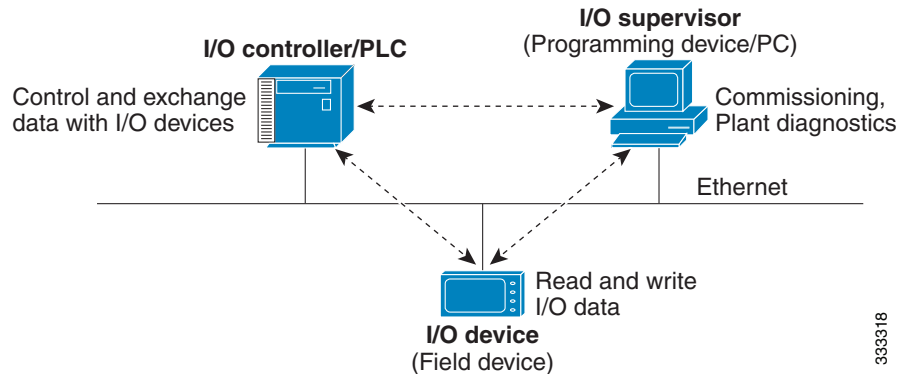 I/O supervisor
(Programming device/PC)
I/O controller/PLC
Control and exchange
data with I/O devices
Commissioning,
Plant diagnostics
Ethernet
Read and write
I/O data
I/O device
(Field device)
333318